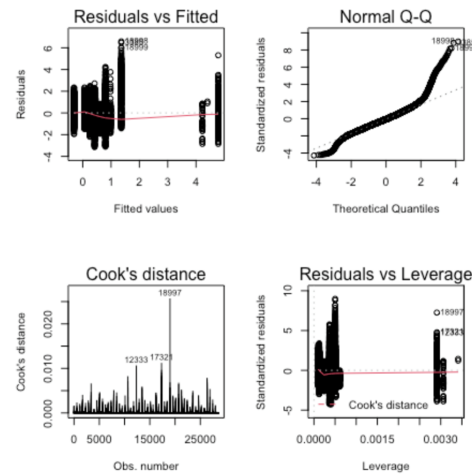 Residuals vs Fitted
Residuals
6
4
2
0
-2
-4
18999
0 1 2 3 4
Fitted values
Normal Q-Q
Standardized residuals
8
4
2
0
-4
-4 -2 0 2 4
Theoretical Quantiles
Cook's distance
Cook's distance
0.020
0.010
0.000
18997
12333 17321
0 5000 15000 25000
Obs. number
Residuals vs Leverage
Standardized residuals
10
5
0
-5
18997
Cook's distance
0.0000 0.0015 0.0030
Leverage